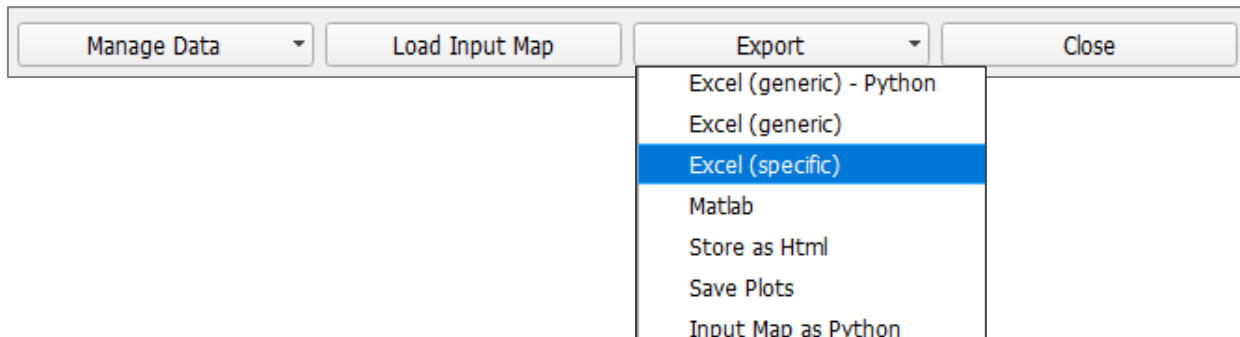 Manage Data
Load Input Map
Export
Close
Excel (generic) - Python
Excel (generic)
Excel (specific)
Matlab
Store as Html
Save Plots
Input Map as Python